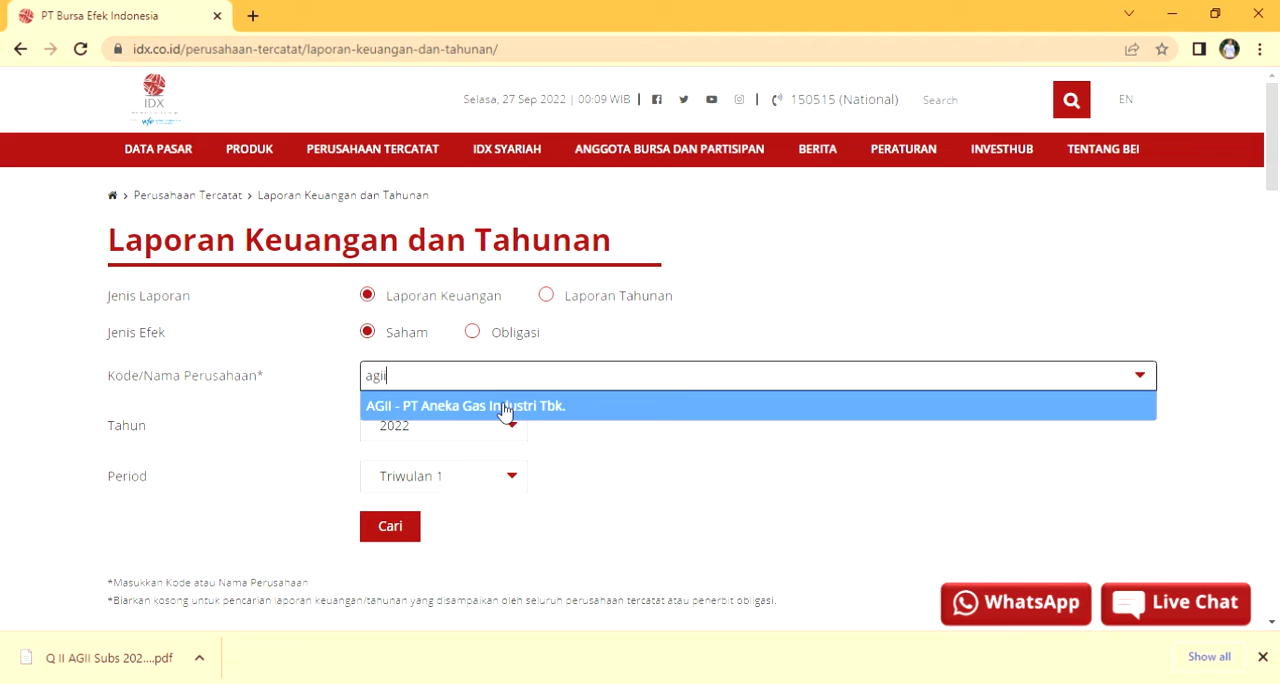 PT Bursa Efek Indonesia
idx.co.id/perusahaan-tercatat/laporan-keuangan-dan-tahunan/
IDX
Selasa, 27 Sep 2022 | 00:09 WIB
150515 (National)
Search
EN
DATA PASAR
PRODUK
PERUSAHAAN TERCATAT
IDX SYARIAH
ANGGOTA BURSA DAN PARTISIPAN
BERITA
PERATURAN
INVESTHUB
TENTANG BEI
Perusahaan Tercatat > Laporan Keuangan dan Tahunan
Laporan Keuangan dan Tahunan
Jenis Laporan
Laporan Keuangan
Laporan Tahunan
Jenis Efek
Saham
Obligasi
Kode/Nama Perusahaan*
agii
AGII - PT Aneka Gas Industri Tbk.
Tahun
2022
Period
Triwulan 1
Cari
*Masukkan Kode atau Nama Perusahaan
*Biarkan kosong untuk pencarian laporan keuangan/tahunan yang disampaikan oleh seluruh perusahaan tercatat atau penerbit obligasi.
WhatsApp
Live Chat
Q II AGII Subs 202....pdf
Show all